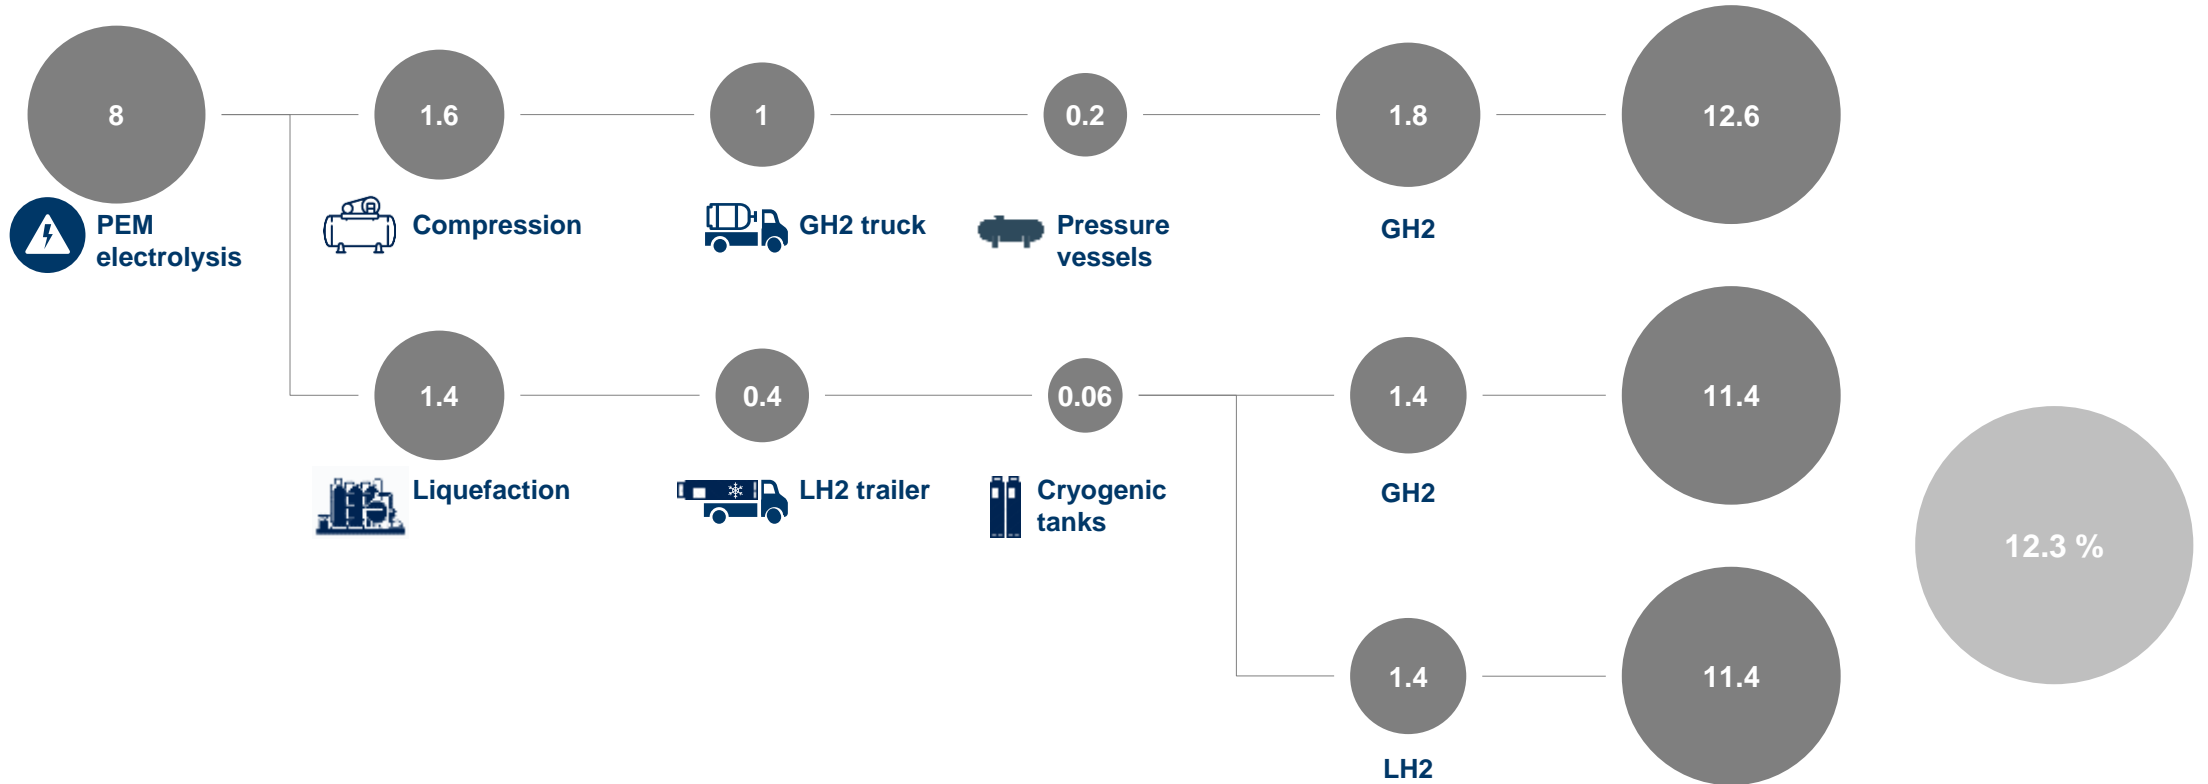 8
1.6
1
0.2
1.8
12.6
PEM
electrolysis
Compression
GH2 truck
Pressure
vessels
GH2
1.4
0.4
0.06
1.4
11.4
Liquefaction
LH2 trailer
Cryogenic
tanks
GH2
12.3 %
1.4
11.4
LH2